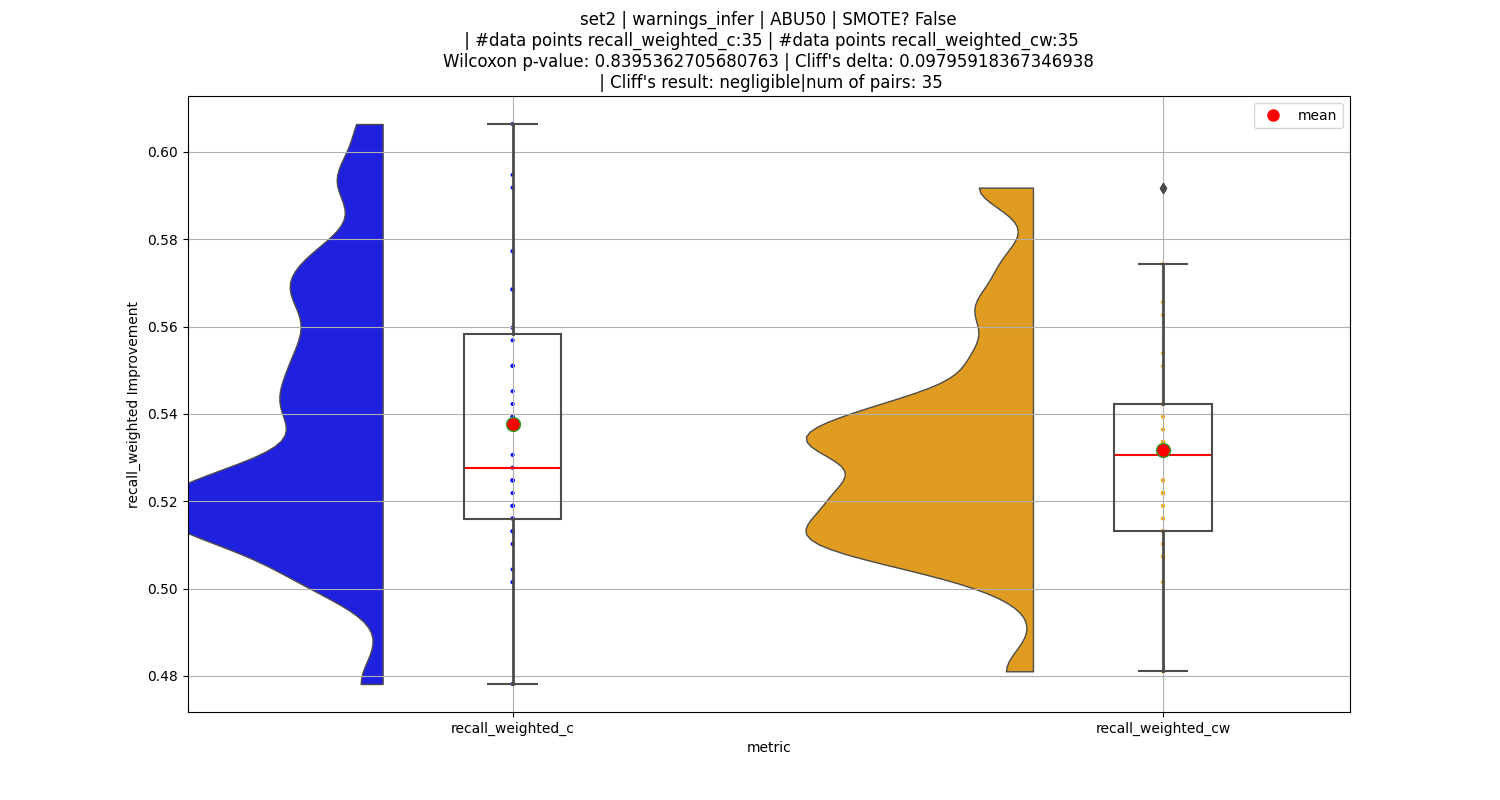 set2 | warnings_infer | ABU50 | SMOTE? False
| #data points recall_weighted_c:35 | #data points recall_weighted_cw:35
Wilcoxon p-value: 0.8395362705680763 | Cliff's delta: 0.09795918367346938
| Cliff's result: negligible|num of pairs: 35
mean
0.60
0.58
0.56
0.54
0.52
0.50
0.48
recall_weighted Improvement
recall_weighted_c
recall_weighted_cw
metric